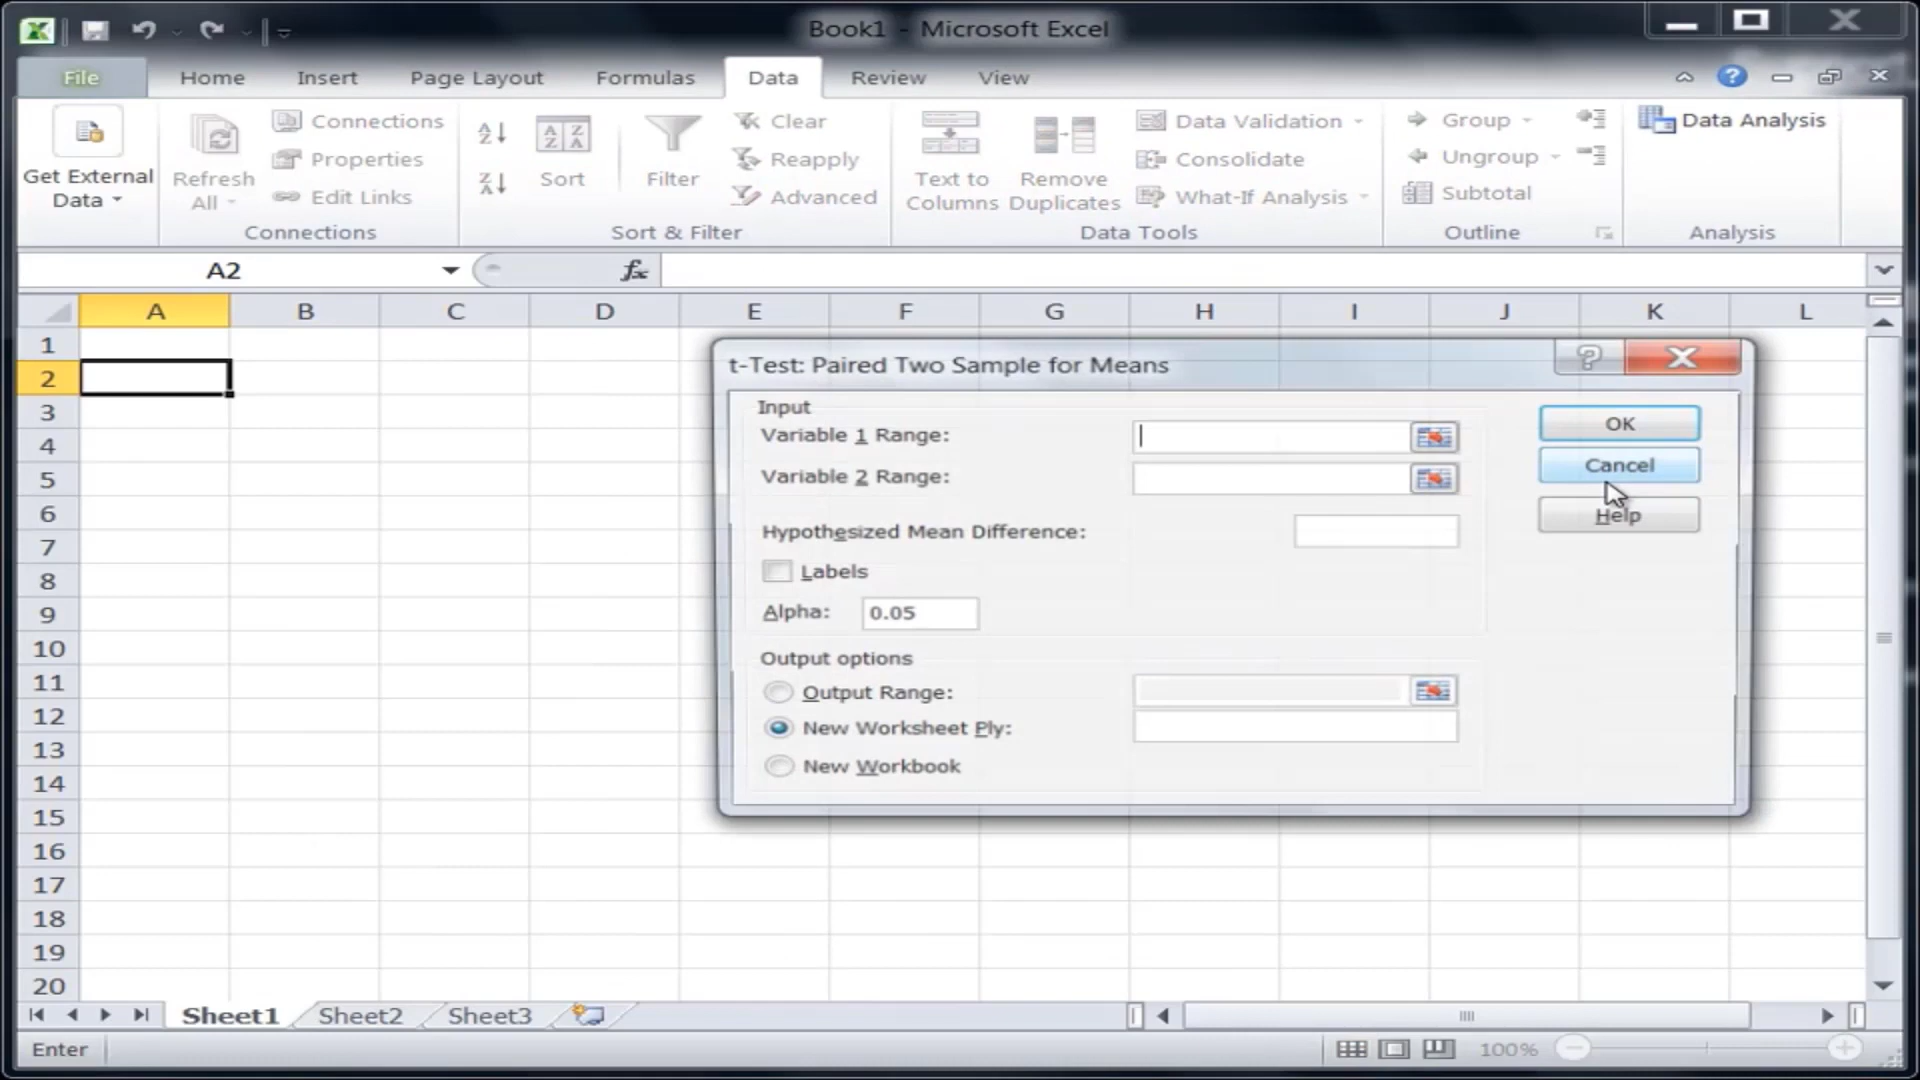 Book1 - Microsoft Excel
File Home Insert Page Layout Formulas Data Review View
Get External Data
Refresh All
Connections
Properties
Edit Links
Connections
Sort
Filter
Clear
Reapply
Advanced
Sort & Filter
Text to Columns
Remove Duplicates
Data Validation
Consolidate
What-If Analysis
Data Tools
Group
Ungroup
Subtotal
Outline
Data Analysis
Analysis
A2 fx
A B C D E F G H I J K L
1
2
3
4
5
6
7
8
9
10
11
12
13
14
15
16
17
18
19
20
t-Test: Paired Two Sample for Means
Input
Variable 1 Range:
Variable 2 Range:
Hypothesized Mean Difference:
Labels
Alpha: 0.05
Output options
Output Range:
New Worksheet Ply:
New Workbook
OK
Cancel
Help
Sheet1 Sheet2 Sheet3
Enter 100%